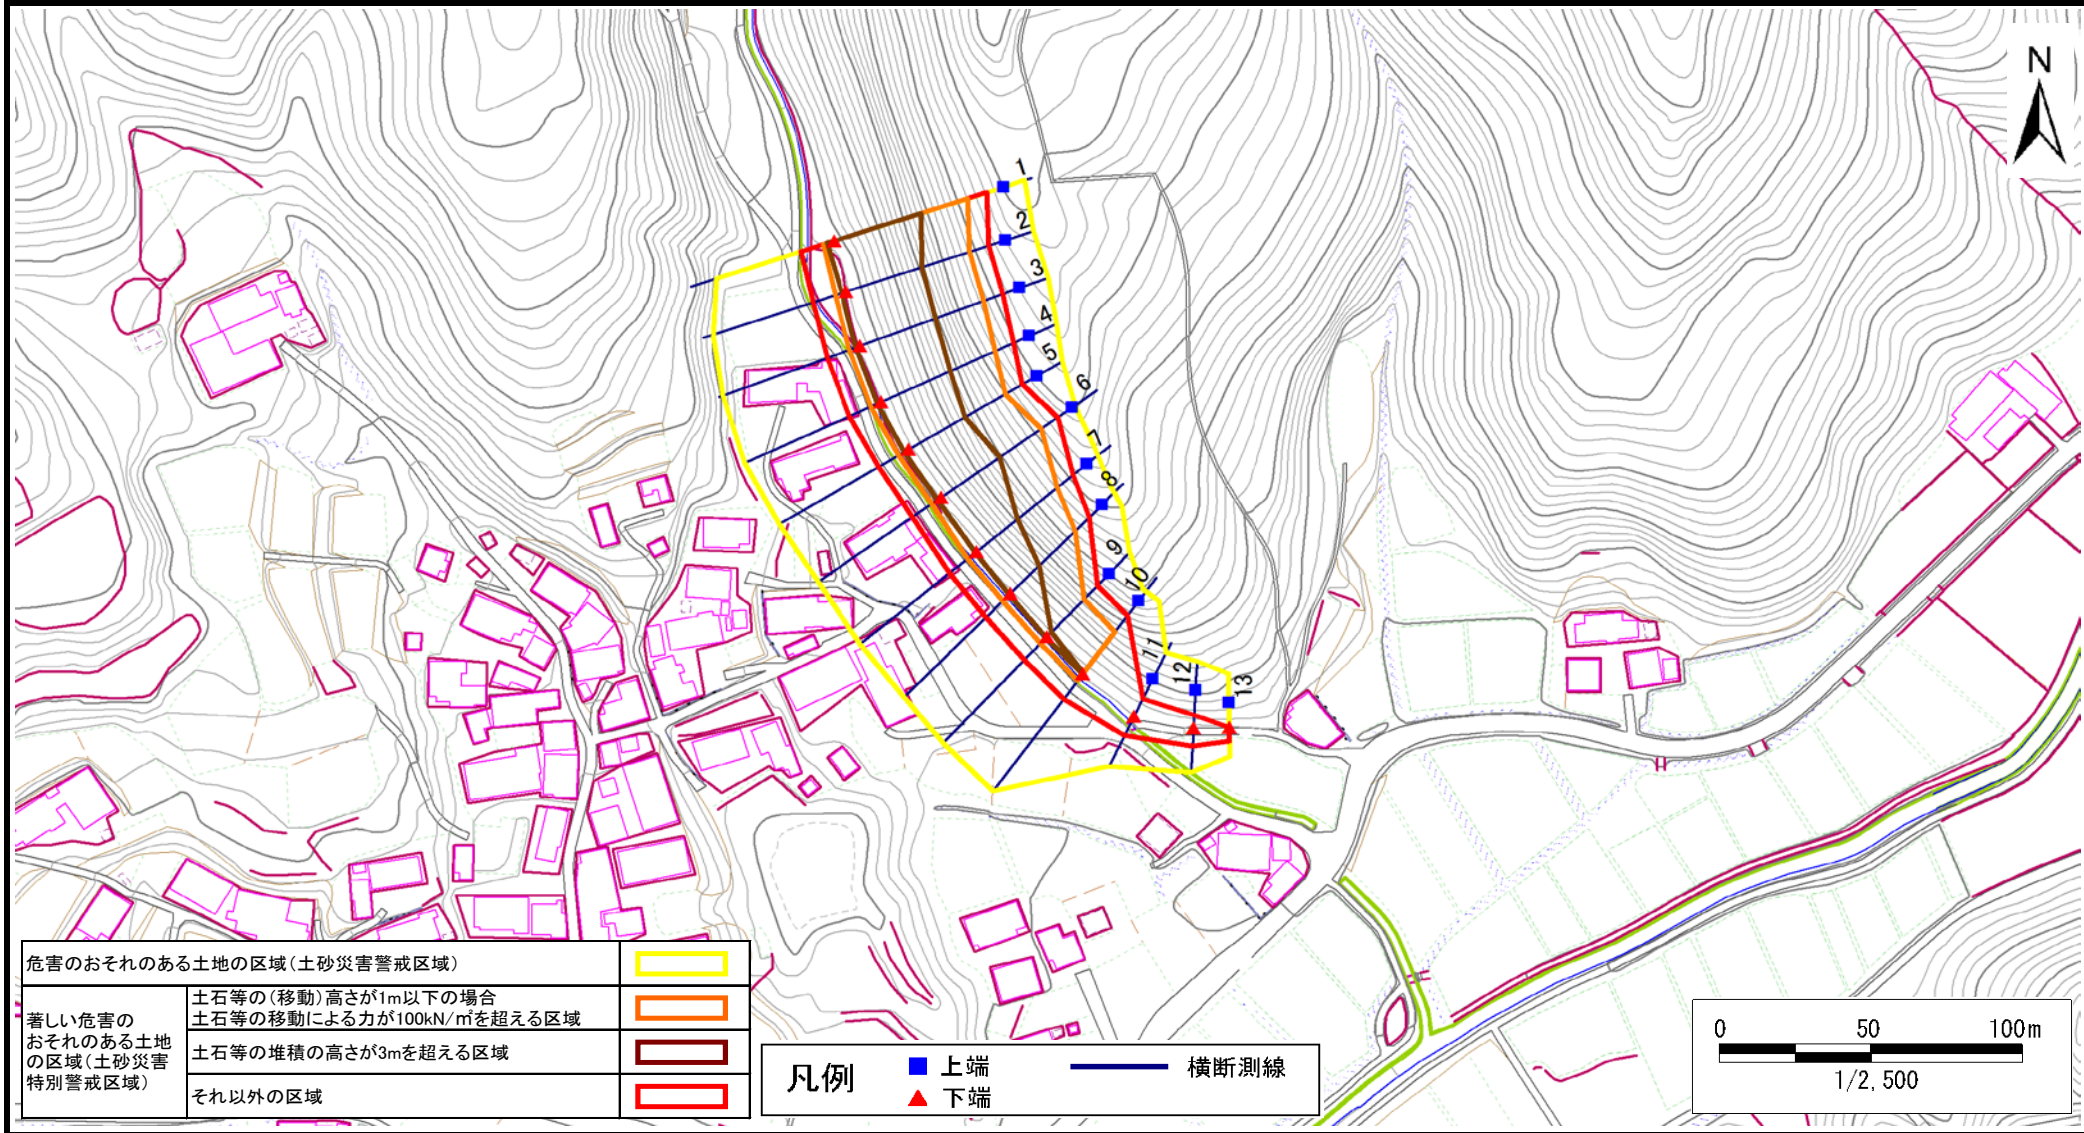 N
1
2
3
4
5
6
7
8
9
10
11
12
13
危害のおそれのある土地の区域(土砂災害警戒区域)
著しい危害の
おそれのある土地
の区域(土砂災害
特別警戒区域)
土石等の(移動)高さが1m以下の場合
土石等の移動による力が100kN/㎡を超える区域
土石等の堆積の高さが3mを超える区域
それ以外の区域
凡例
上端
下端
横断測線
0 50 100m
1/2,500